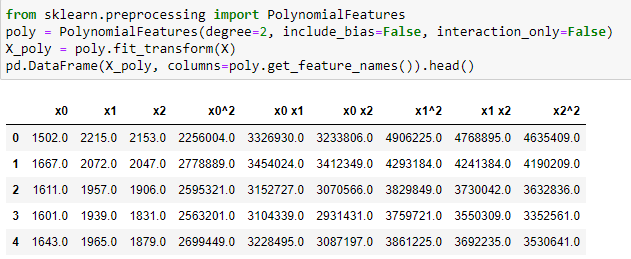 from sklearn.preprocessing import PolynomialFeatures
poly = PolynomialFeatures(degree=2, include_bias=False, interaction_only=False)
X_poly = poly.fit_transform(X)
pd.DataFrame(X_poly, columns=poly.get_feature_names()).head()
x0 x1 x2 x0^2 x0 x1 x0 x2 x1^2 x1 x2 x2^2
0 1502.0 2215.0 2153.0 2256004.0 3326930.0 3233806.0 4906225.0 4768895.0 4635409.0
1 1667.0 2072.0 2047.0 2778889.0 3454024.0 3412349.0 4293184.0 4241384.0 4190209.0
2 1611.0 1957.0 1906.0 2595321.0 3152727.0 3070566.0 3829849.0 3730042.0 3632836.0
3 1601.0 1939.0 1831.0 2563201.0 3104339.0 2931431.0 3759721.0 3550309.0 3352561.0
4 1643.0 1965.0 1879.0 2699449.0 3228495.0 3087197.0 3861225.0 3692235.0 3530641.0